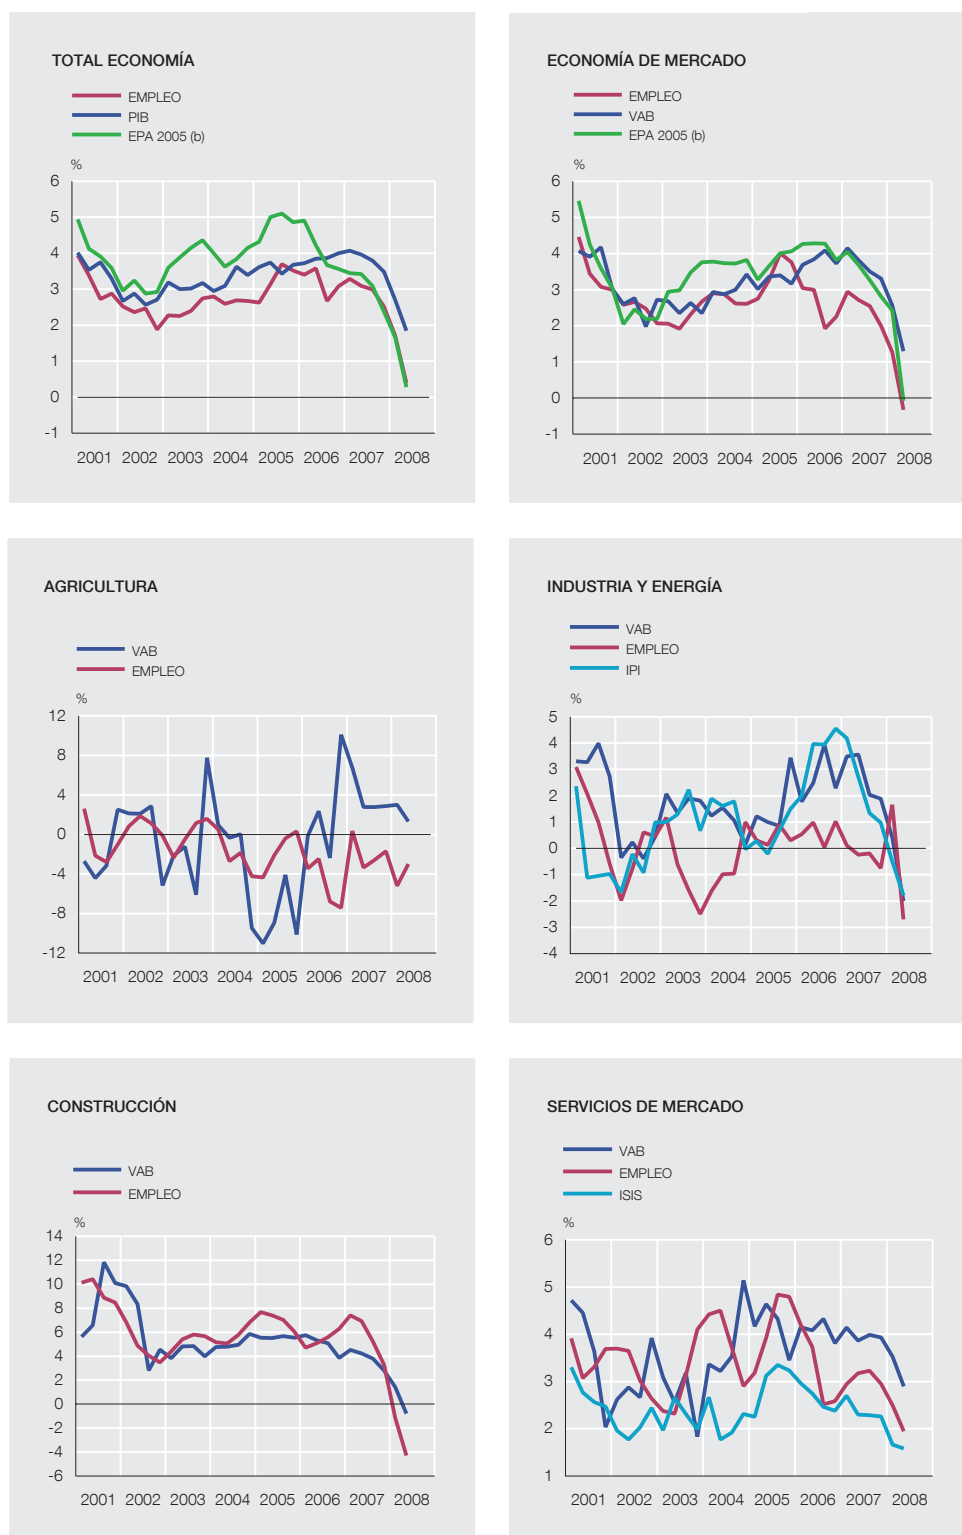 TOTAL ECONOMÍA
EMPLEO
PIB
EPA 2005 (b)
%
6
5
4
3
2
1
0
-1
2001 2002 2003 2004 2005 2006 2007 2008
ECONOMÍA DE MERCADO
EMPLEO
VAB
EPA 2005 (b)
%
6
5
4
3
2
1
0
-1
2001 2002 2003 2004 2005 2006 2007 2008
AGRICULTURA
VAB
EMPLEO
%
12
8
4
0
-4
-8
-12
2001 2002 2003 2004 2005 2006 2007 2008
INDUSTRIA Y ENERGÍA
VAB
EMPLEO
IPI
%
5
4
3
2
1
0
-1
-2
-3
-4
2001 2002 2003 2004 2005 2006 2007 2008
CONSTRUCCIÓN
VAB
EMPLEO
%
14
12
10
8
6
4
2
0
-2
-4
-6
2001 2002 2003 2004 2005 2006 2007 2008
SERVICIOS DE MERCADO
VAB
EMPLEO
ISIS
%
6
5
4
3
2
1
2001 2002 2003 2004 2005 2006 2007 2008